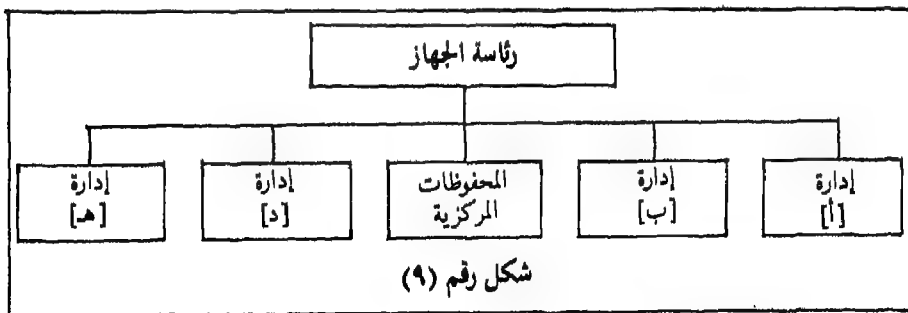 رئاسة الجهاز
إدارة
[أ]
إدارة
[ب]
المحفوظات
المركزية
إدارة
[د]
إدارة
[هـ]
شكل رقم (٩)